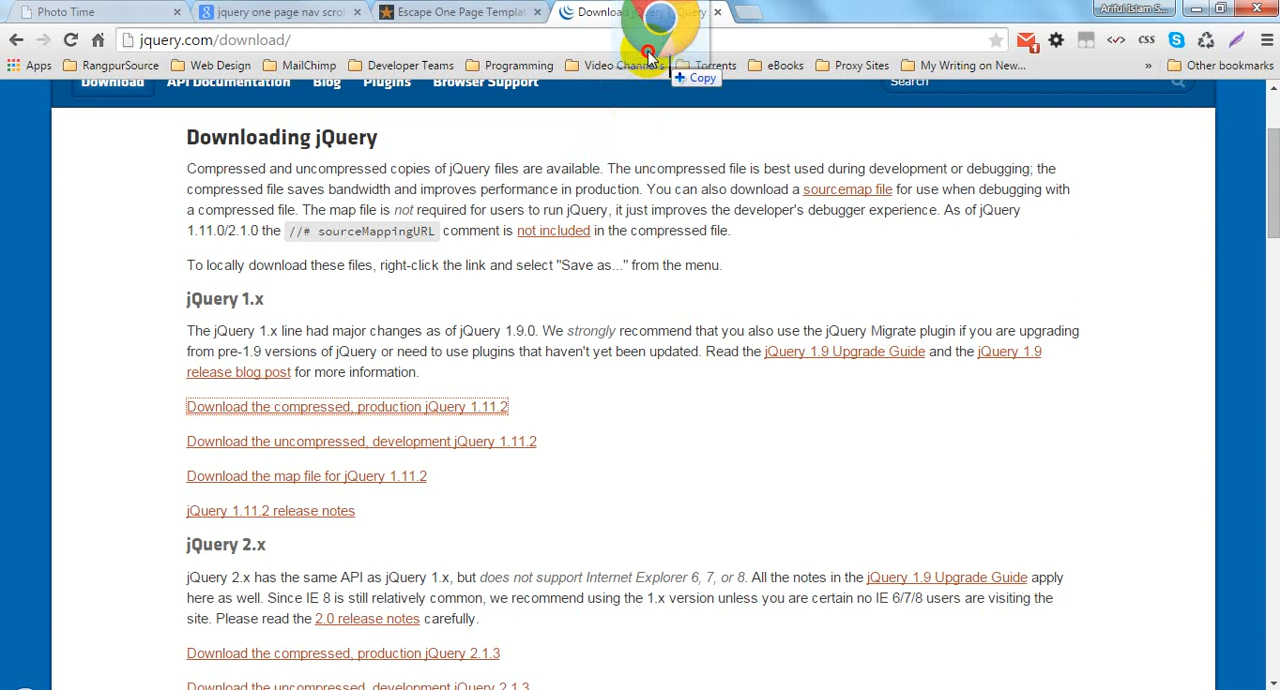 Photo Time
jquery one page nav scrol
Escape One Page Templat
Download jQuery | jQuery
Ariful Islam S...
jquery.com/download/
1
CSS
Apps
RangpurSource
Web Design
MailChimp
Developer Teams
Programming
Video Channels
Torrents
eBooks
Proxy Sites
My Writing on New...
»
Other bookmarks
Copy
Download
API Documentation
Blog
Plugins
Browser Support
Search
Downloading jQuery
Compressed and uncompressed copies of jQuery files are available. The uncompressed file is best used during development or debugging; the
compressed file saves bandwidth and improves performance in production. You can also download a sourcemap file for use when debugging with
a compressed file. The map file is not required for users to run jQuery, it just improves the developer's debugger experience. As of jQuery
1.11.0/2.1.0 the //# sourceMappingURL comment is not included in the compressed file.
To locally download these files, right-click the link and select "Save as..." from the menu.
jQuery 1.x
The jQuery 1.x line had major changes as of jQuery 1.9.0. We strongly recommend that you also use the jQuery Migrate plugin if you are upgrading
from pre-1.9 versions of jQuery or need to use plugins that haven't yet been updated. Read the jQuery 1.9 Upgrade Guide and the jQuery 1.9
release blog post for more information.
Download the compressed, production jQuery 1.11.2
Download the uncompressed, development jQuery 1.11.2
Download the map file for jQuery 1.11.2
jQuery 1.11.2 release notes
jQuery 2.x
jQuery 2.x has the same API as jQuery 1.x, but does not support Internet Explorer 6, 7, or 8. All the notes in the jQuery 1.9 Upgrade Guide apply
here as well. Since IE 8 is still relatively common, we recommend using the 1.x version unless you are certain no IE 6/7/8 users are visiting the
site. Please read the 2.0 release notes carefully.
Download the compressed, production jQuery 2.1.3
Download the uncompressed, development jQuery 2.1.3